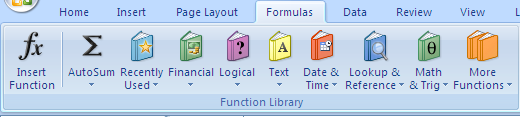 Home Insert Page Layout Formulas Data Review View
fx Σ ? A θ
Insert AutoSum Recently Financial Logical Text Date & Lookup & Math More
Function Used Time Reference & Trig Functions
Function Library